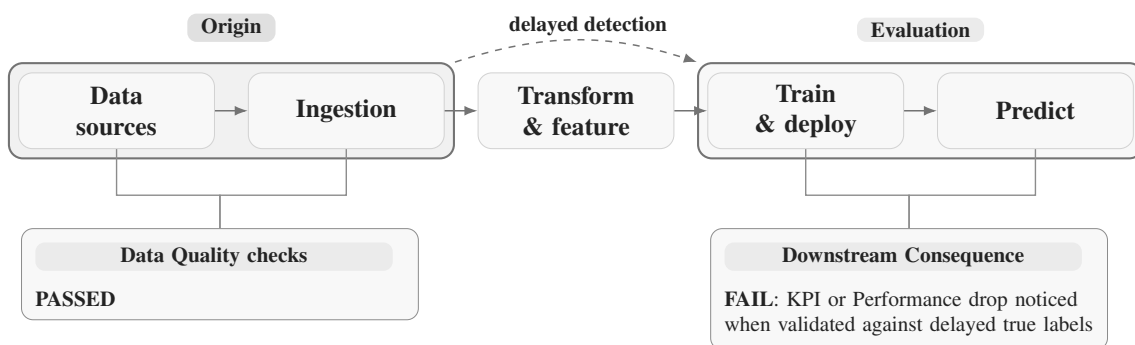 Origin
delayed detection
Evaluation
Data
sources
Ingestion
Transform
& feature
Train
& deploy
Predict
Data Quality checks
PASSED
Downstream Consequence
FAIL: KPI or Performance drop noticed
when validated against delayed true labels